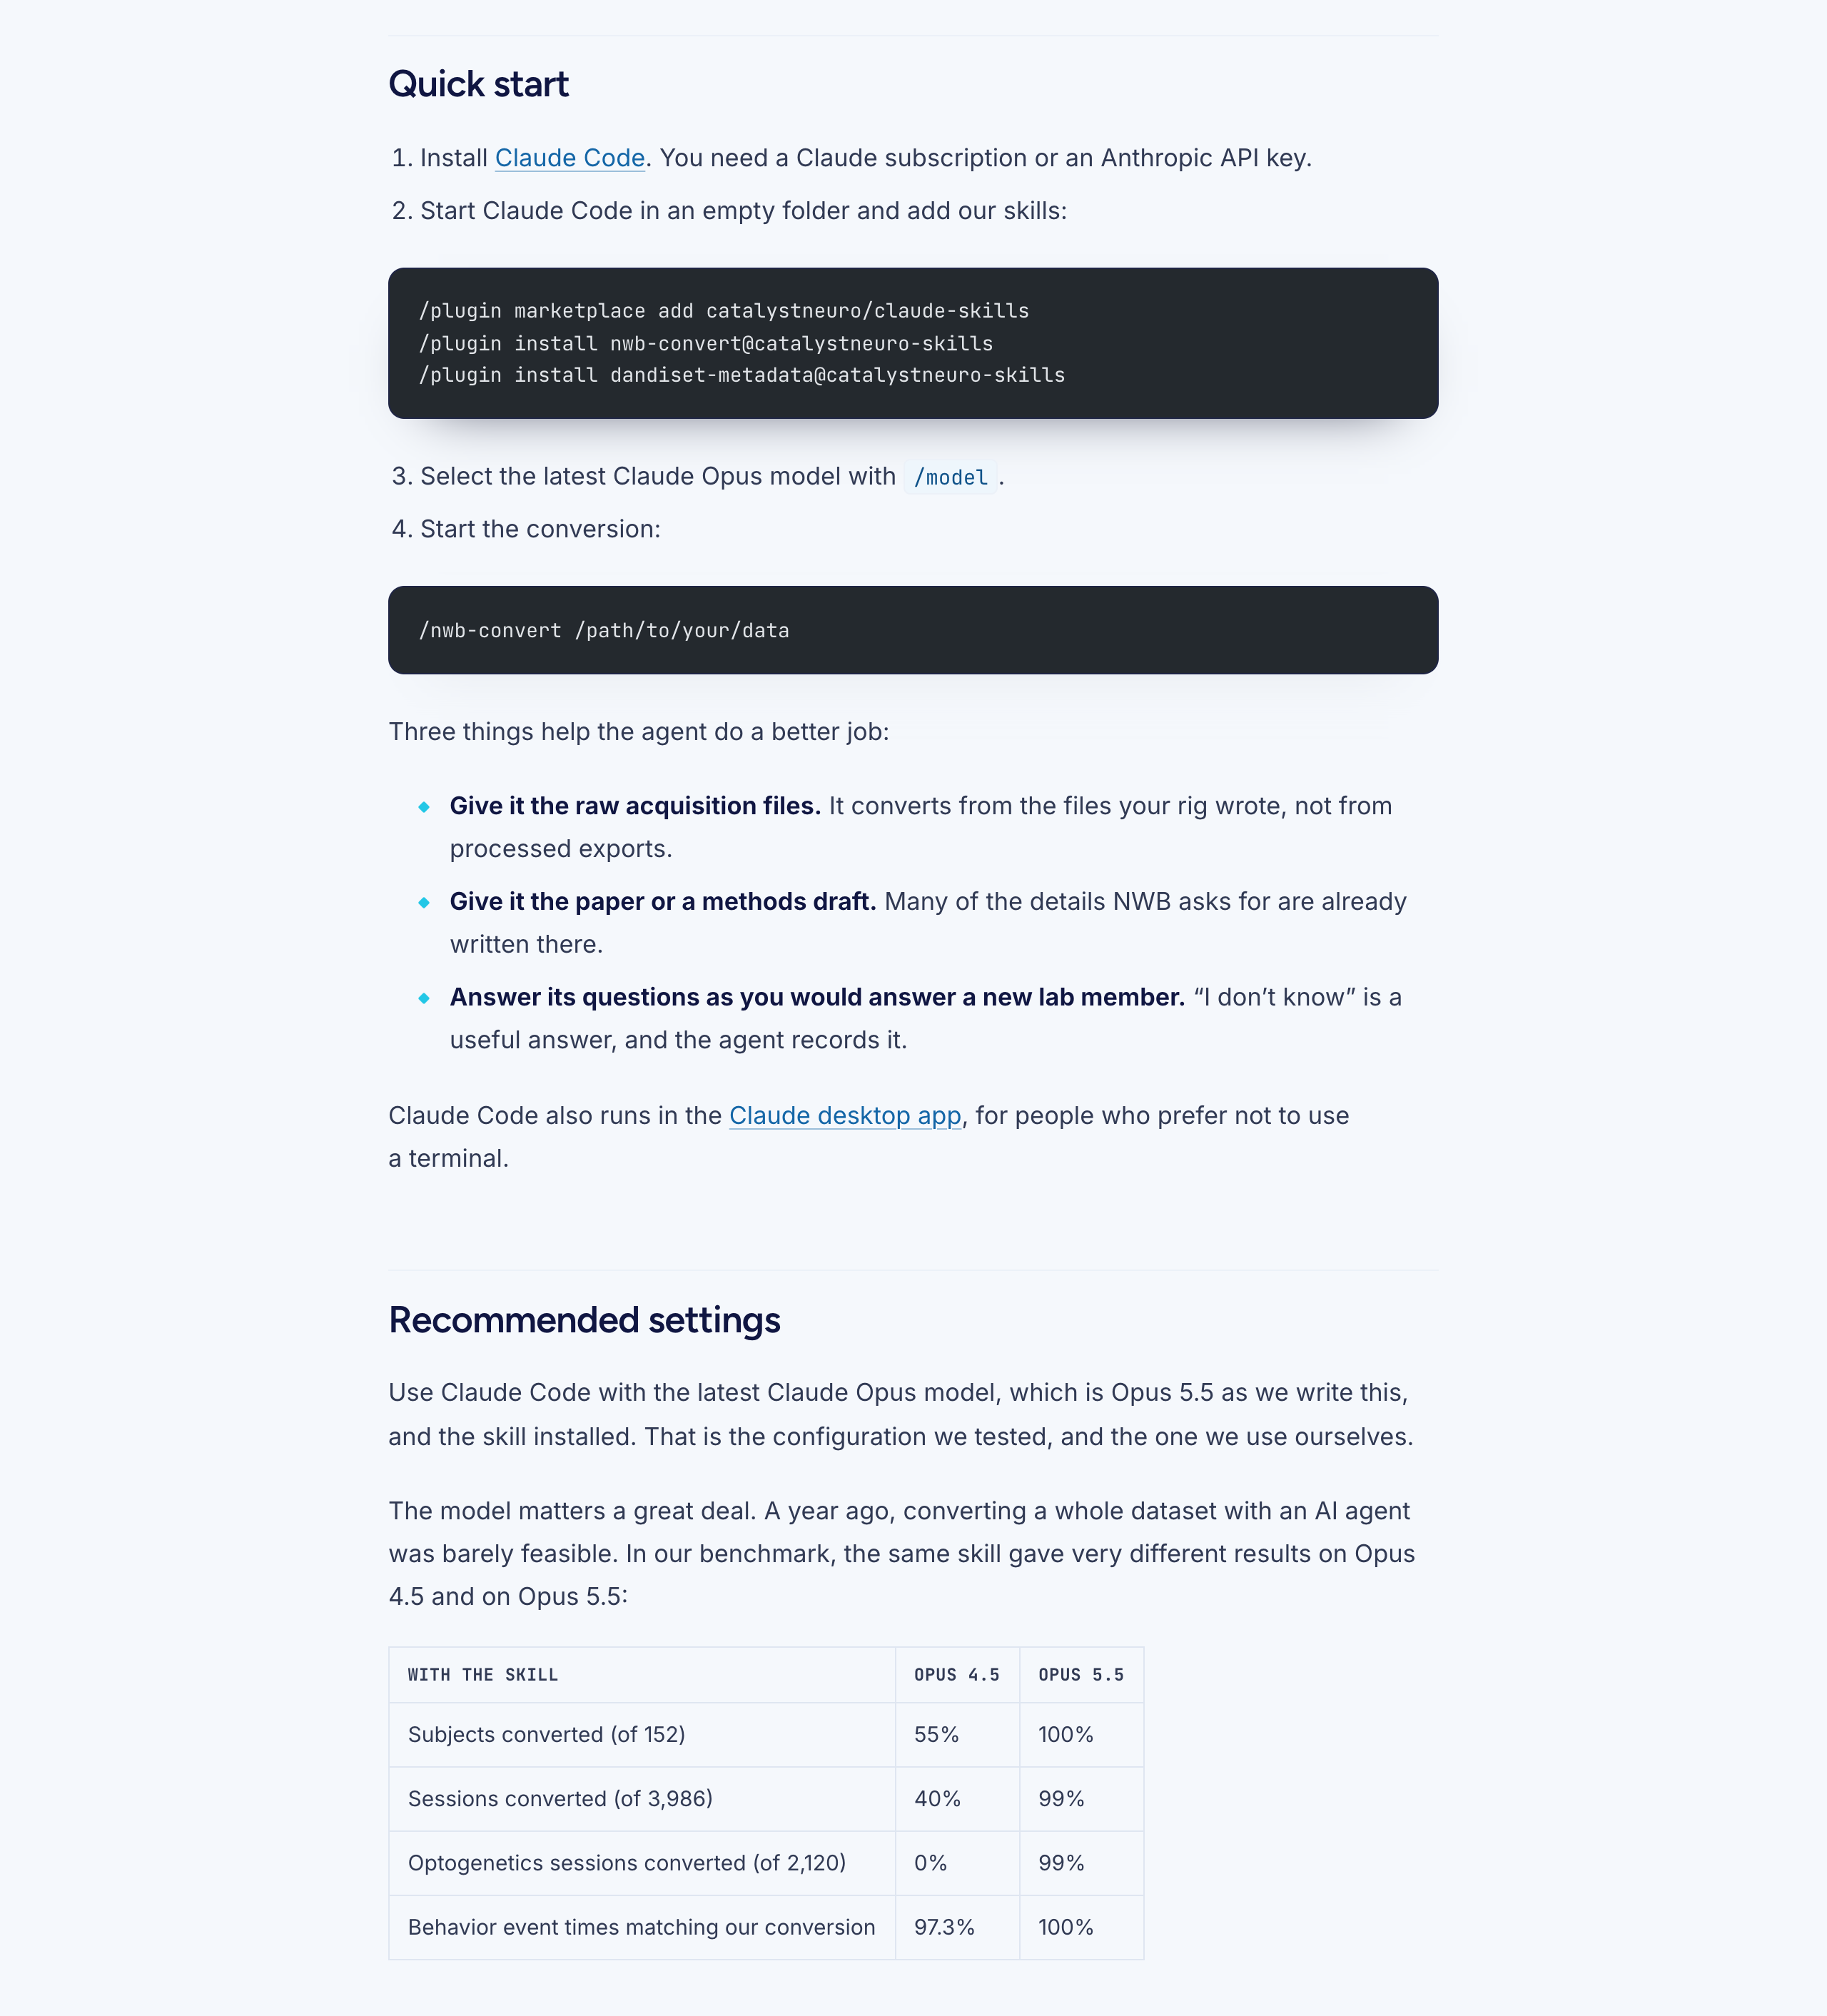 Quick start
1. Install Claude Code. You need a Claude subscription or an Anthropic API key.
2. Start Claude Code in an empty folder and add our skills:
/plugin marketplace add catalystneuro/claude-skills
/plugin install nwb-convert@catalystneuro-skills
/plugin install dandiset-metadata@catalystneuro-skills
3. Select the latest Claude Opus model with /model.
4. Start the conversion:
/nwb-convert /path/to/your/data
Three things help the agent do a better job:
Give it the raw acquisition files. It converts from the files your rig wrote, not from
processed exports.
Give it the paper or a methods draft. Many of the details NWB asks for are already
written there.
Answer its questions as you would answer a new lab member. “I don’t know” is a
useful answer, and the agent records it.
Claude Code also runs in the Claude desktop app, for people who prefer not to use
a terminal.
Recommended settings
Use Claude Code with the latest Claude Opus model, which is Opus 5.5 as we write this,
and the skill installed. That is the configuration we tested, and the one we use ourselves.
The model matters a great deal. A year ago, converting a whole dataset with an AI agent
was barely feasible. In our benchmark, the same skill gave very different results on Opus
4.5 and on Opus 5.5:
WITH THE SKILL OPUS 4.5 OPUS 5.5
Subjects converted (of 152) 55% 100%
Sessions converted (of 3,986) 40% 99%
Optogenetics sessions converted (of 2,120) 0% 99%
Behavior event times matching our conversion 97.3% 100%